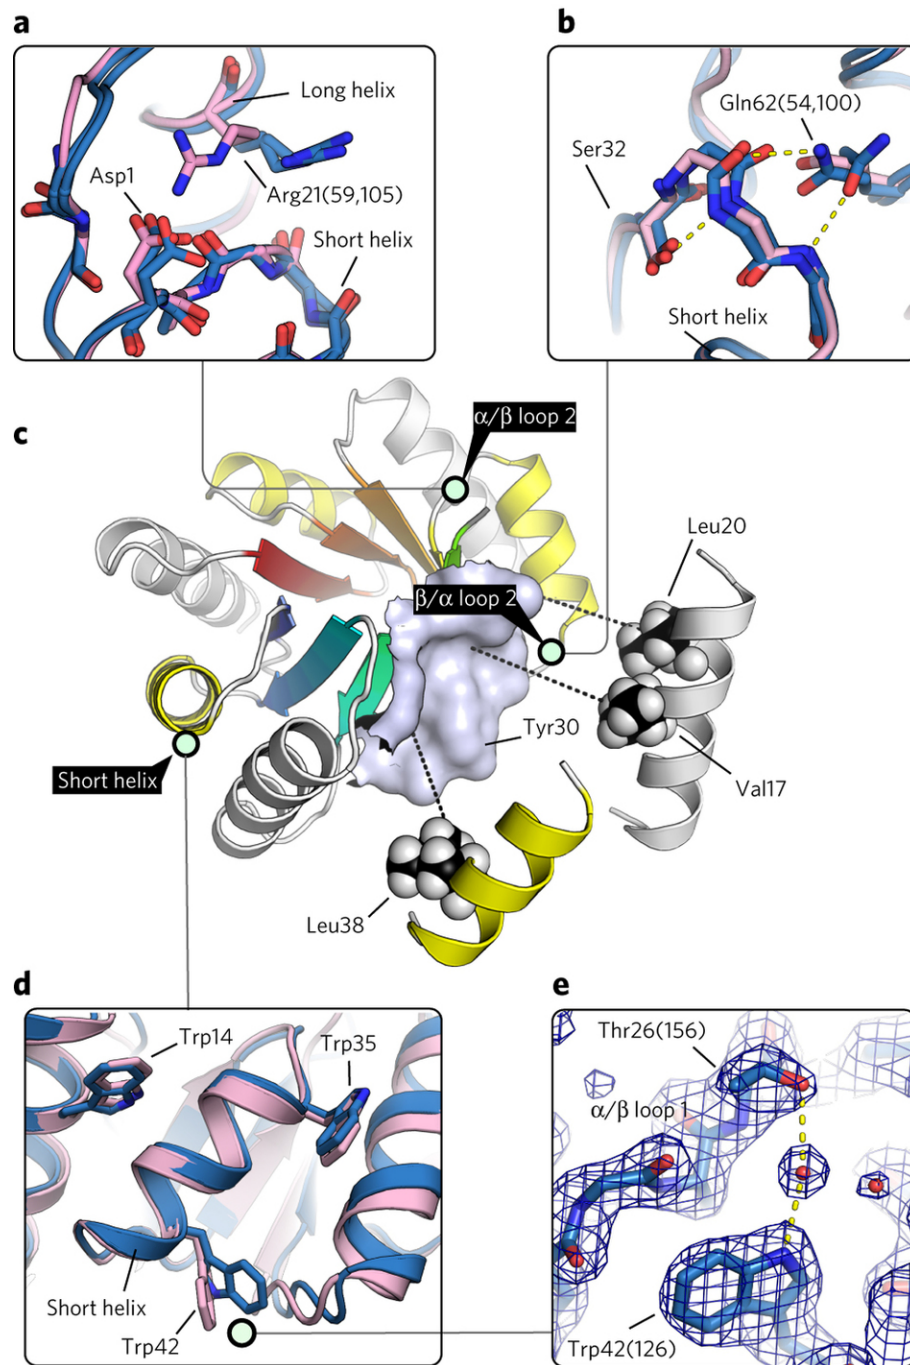 a
b
Long helix
Asp1
Arg21(59,105)
Short helix
Gln62(54,100)
Ser32
Short helix
c
α/β loop 2
Leu20
β/α loop 2
Tyr30
Val17
Short helix
Leu38
d
e
Trp14
Trp35
Short helix
Trp42
Thr26(156)
α/β loop 1
Trp42(126)